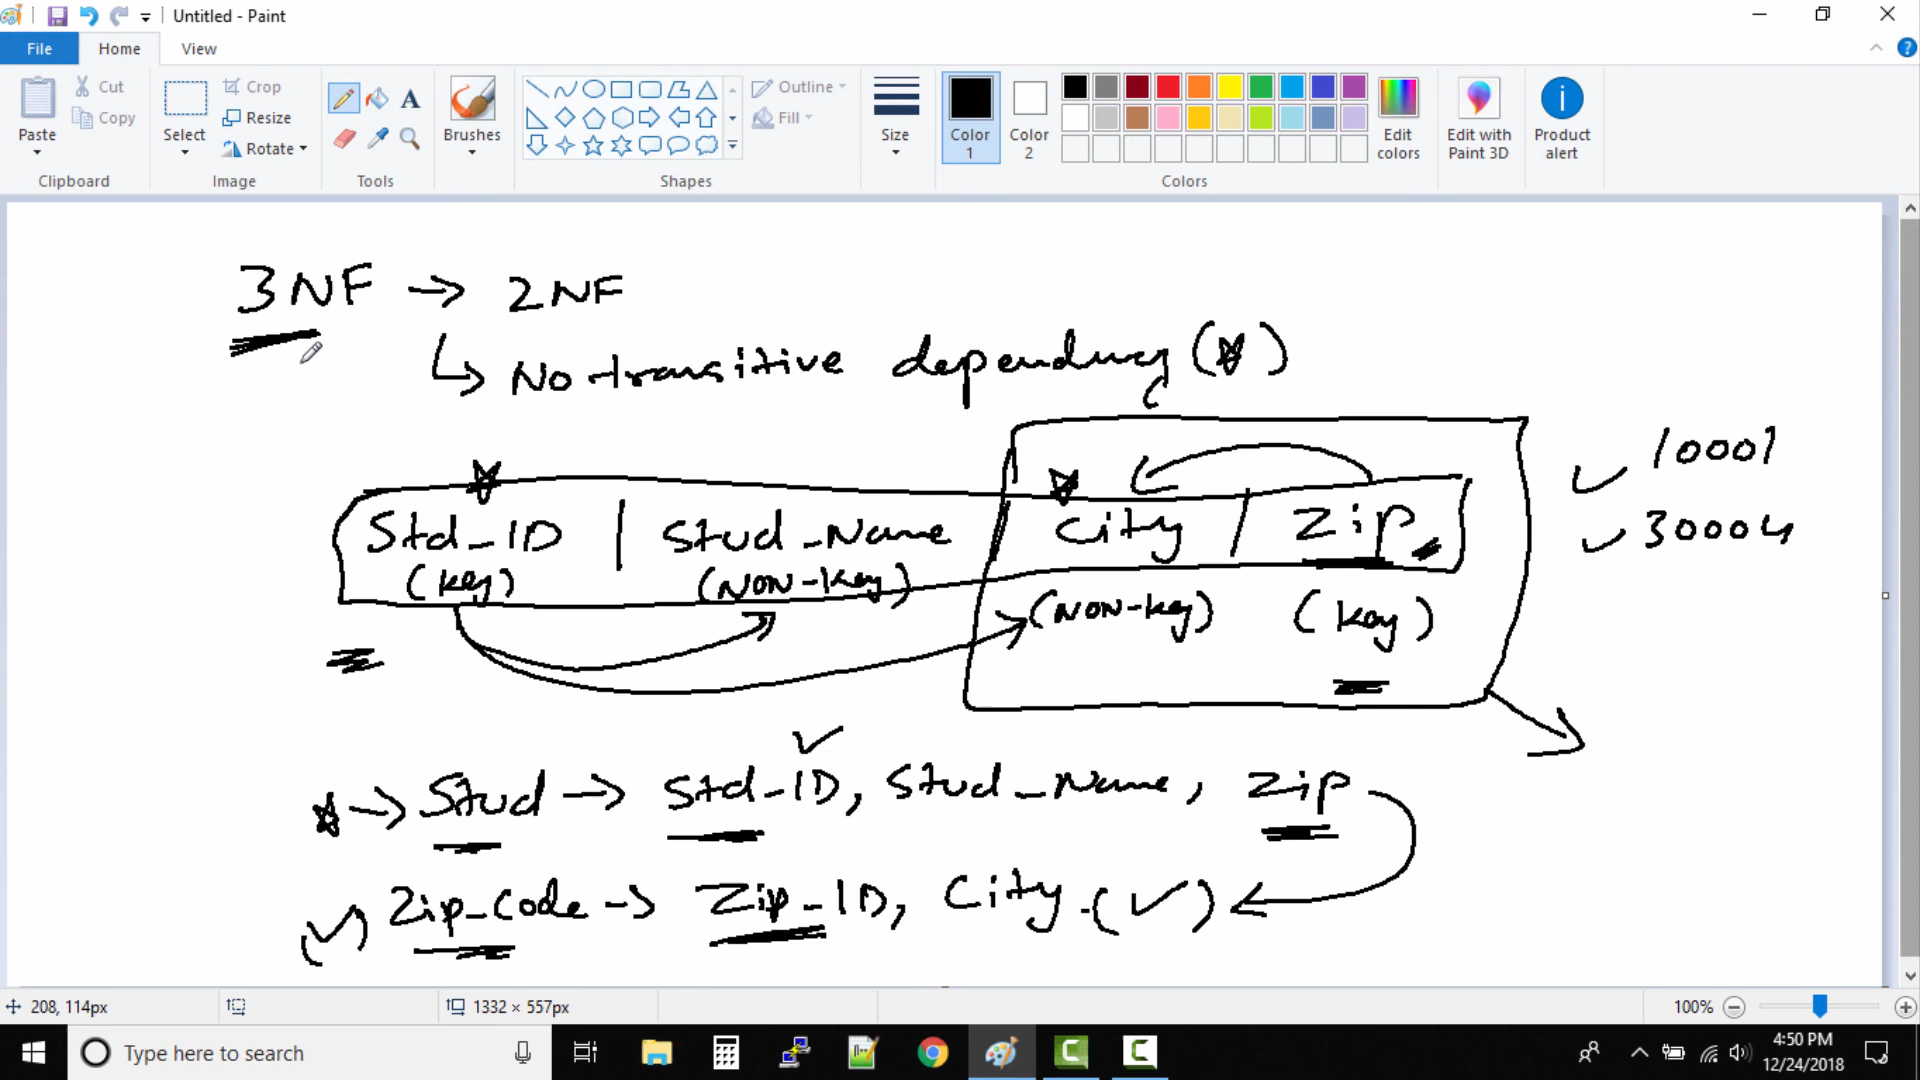 Untitled - Paint
File Home View
Paste
Cut
Copy
Clipboard
Select
Crop
Resize
Rotate
Image
Tools
Brushes
Shapes
Outline
Fill
Size
Color 1
Color 2
Edit colors
Colors
Edit with Paint 3D
Product alert
3NF → 2NF
↳ No transitive dependency (☆)
10001
30004
Std_ID | Stud_Name City | Zip
(key) (NON-key) (NON-key) (key)
☆ → Stud → Std_ID, Stud_Name, Zip
(✓) Zip_Code → Zip_ID, City. (✓)
208, 114px
1332 × 557px
100%
Type here to search
4:50 PM
12/24/2018